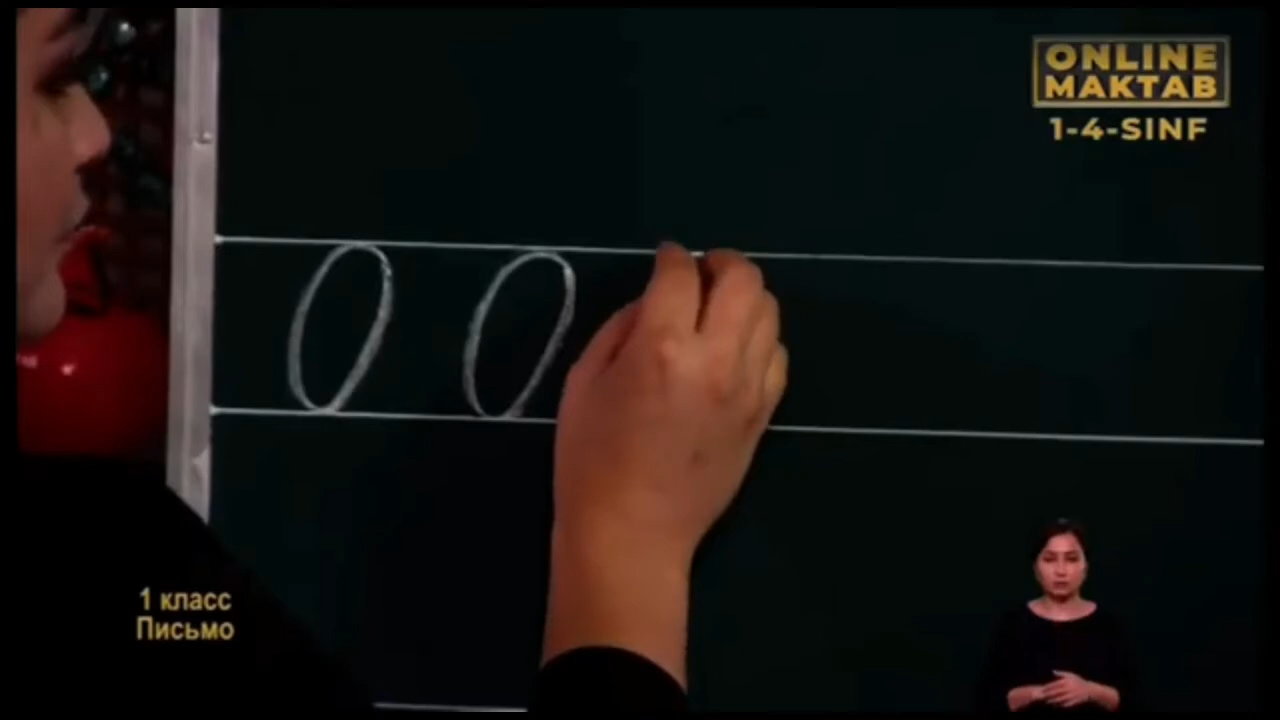 ONLINE
MAKTAB
1-4-SINF
О О
1 класс
Письмо